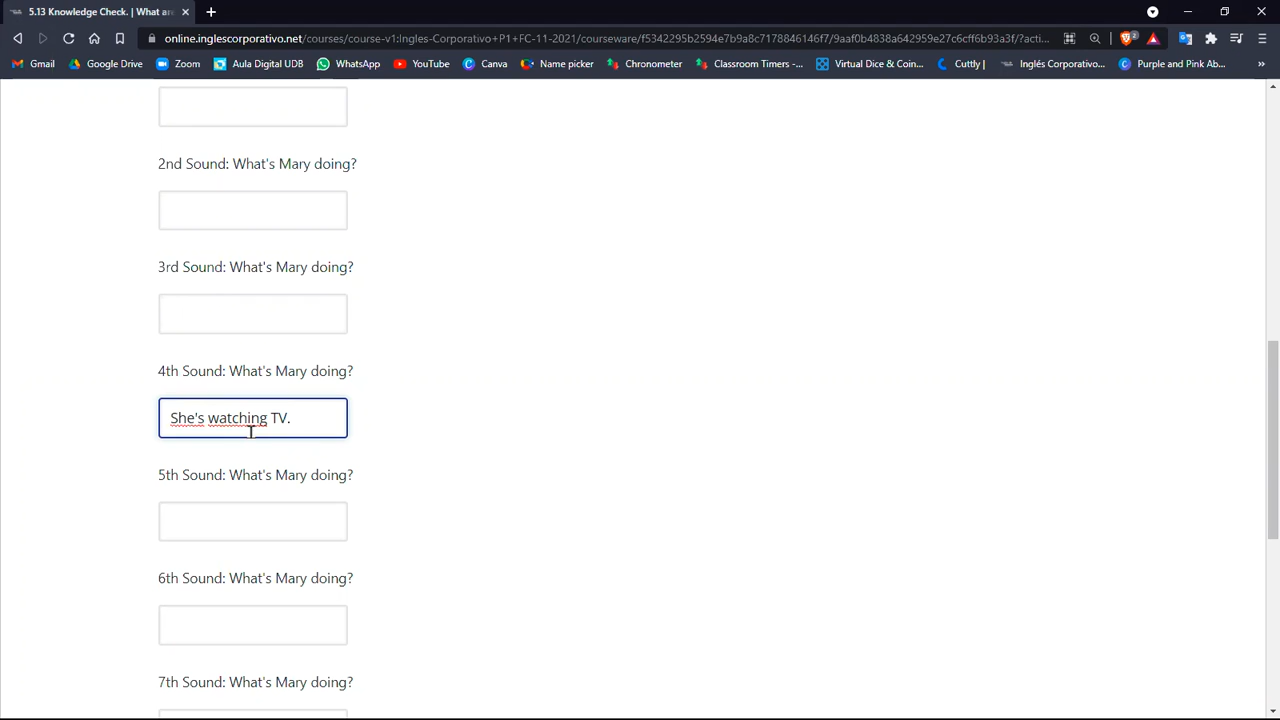 5.13 Knowledge Check. | What are
online.inglescorporativo.net/courses/course-v1:Ingles-Corporativo+P1+FC-11-2021/courseware/f5342295b2594e7b9a8c7178846146f7/9aaf0b4838a642959e27c6cff6b93a3f/?acti...
2
Gmail Google Drive Zoom Aula Digital UDB WhatsApp YouTube Canva Name picker Chronometer Classroom Timer -... Virtual Dice & Coin... Cuttly | Inglés Corporativo... Purple and Pink Ab... »
2nd Sound: What's Mary doing?
3rd Sound: What's Mary doing?
4th Sound: What's Mary doing?
She's watching TV.
5th Sound: What's Mary doing?
6th Sound: What's Mary doing?
7th Sound: What's Mary doing?